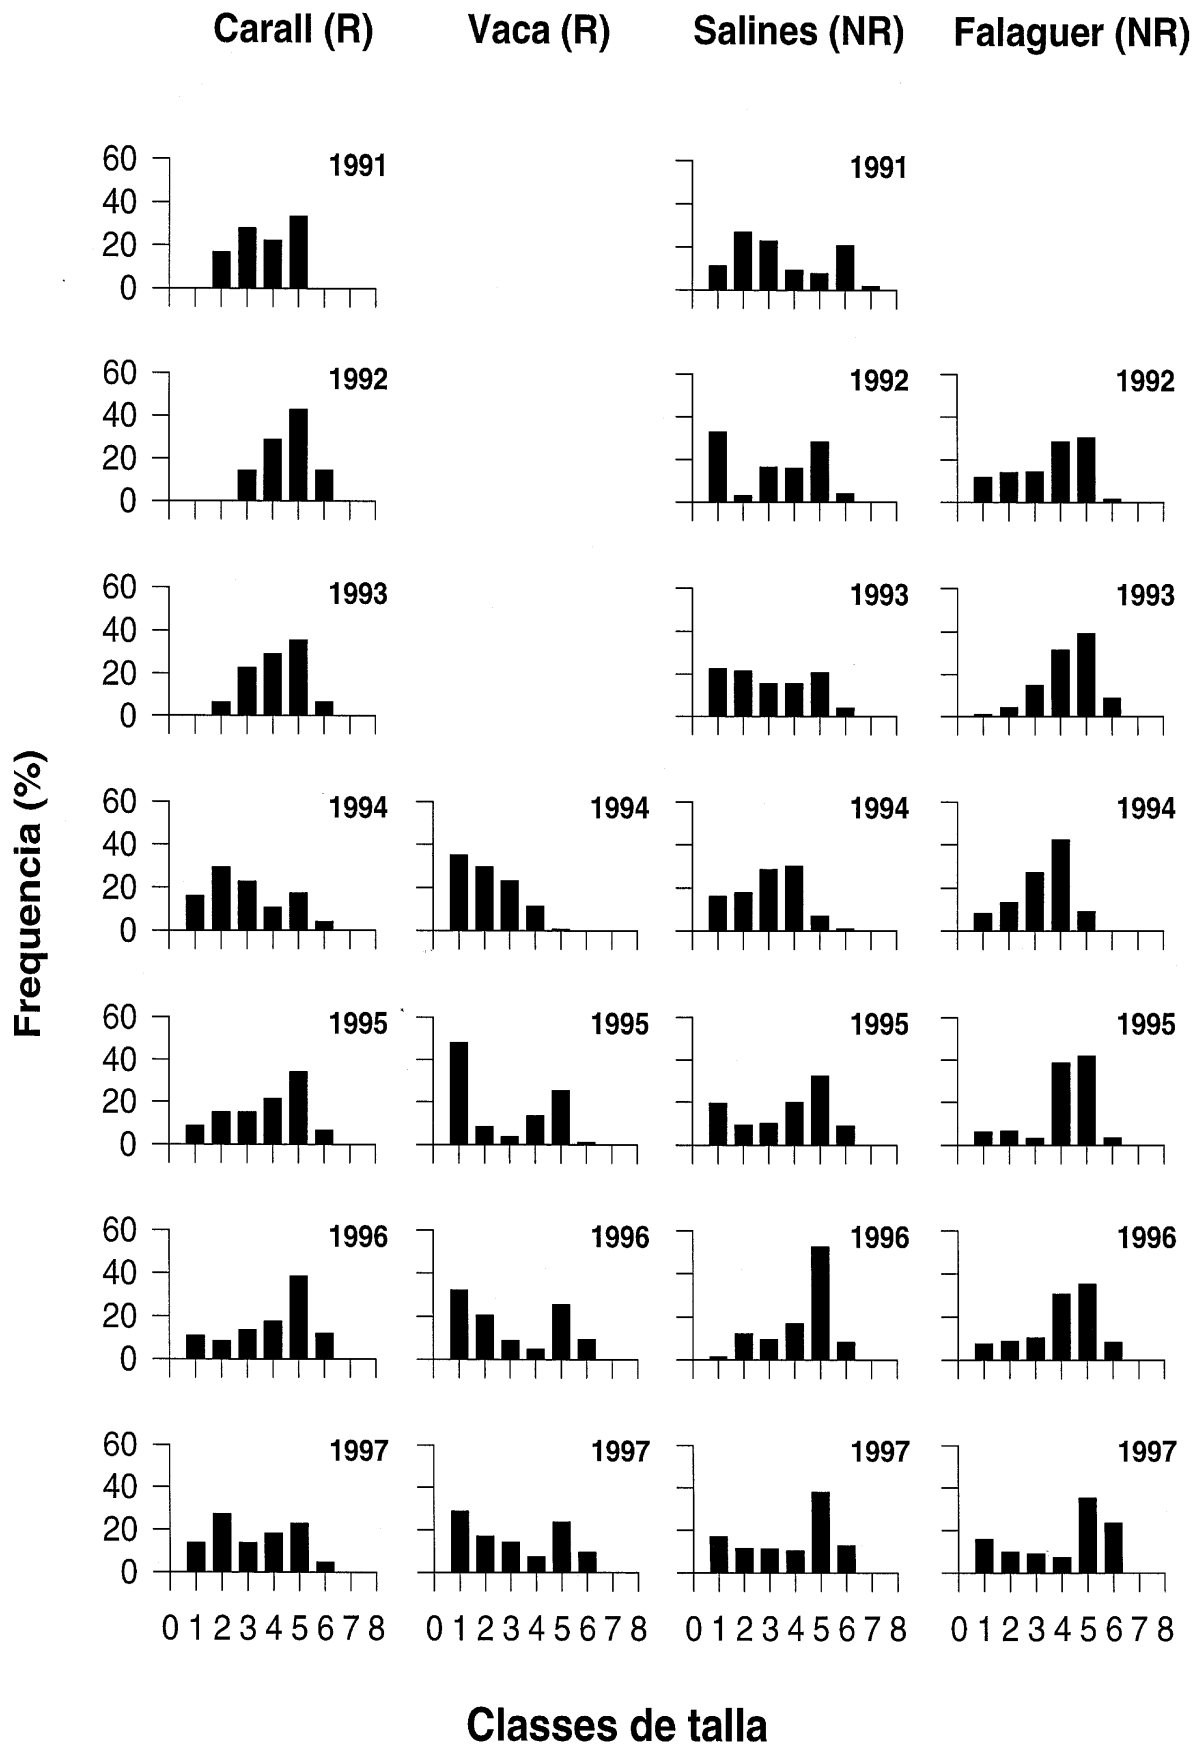 Carall (R) Vaca (R) Salines (NR) Falaguer (NR)
60 1991 1991
40
20
0
60 1992 1992 1992
40
20
0
60 1993 1993 1993
40
20
0
60 1994 1994 1994 1994
40
20
0
60 1995 1995 1995 1995
40
20
0
60 1996 1996 1996 1996
40
20
0
60 1997 1997 1997 1997
40
20
0
0 1 2 3 4 5 6 7 8 0 1 2 3 4 5 6 7 8 0 1 2 3 4 5 6 7 8 0 1 2 3 4 5 6 7 8
Frequencia (%)
Classes de talla